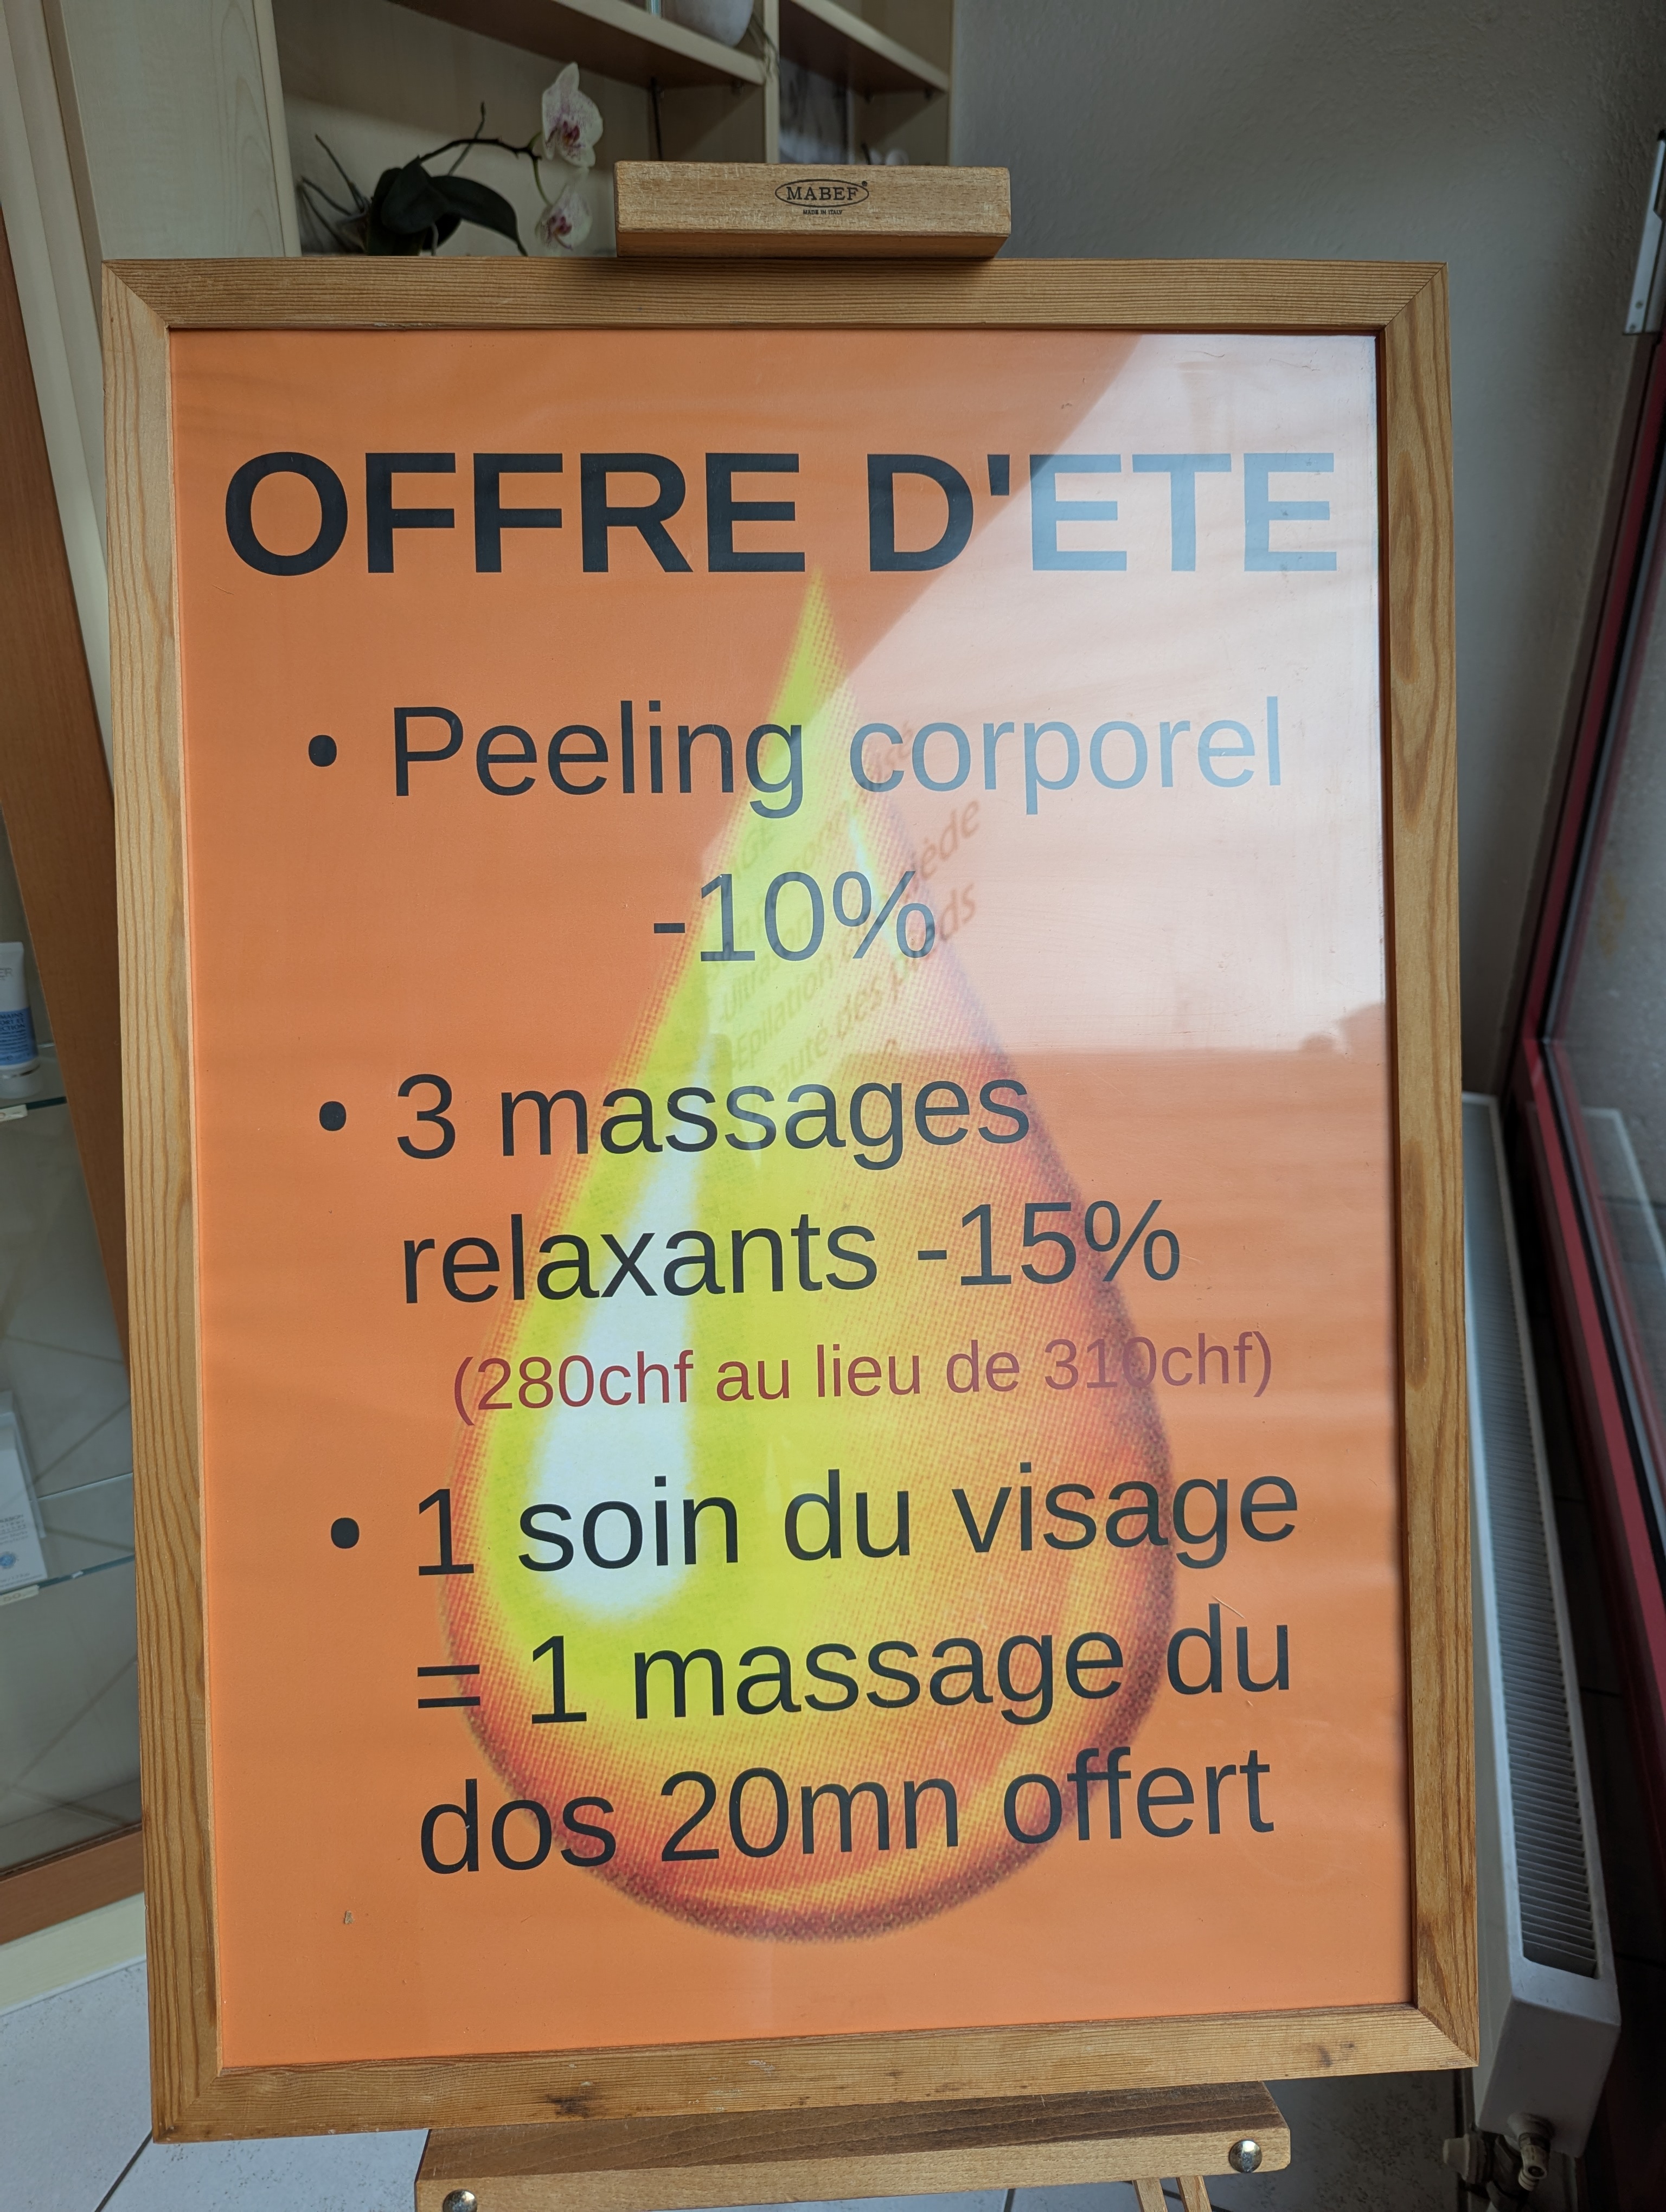 MABEF
MADE IN ITALY
OFFRE D'ETE
• Peeling corporel
-10%
• 3 massages
relaxants -15%
(280chf au lieu de 310chf)
• 1 soin du visage
= 1 massage du
dos 20mn offert